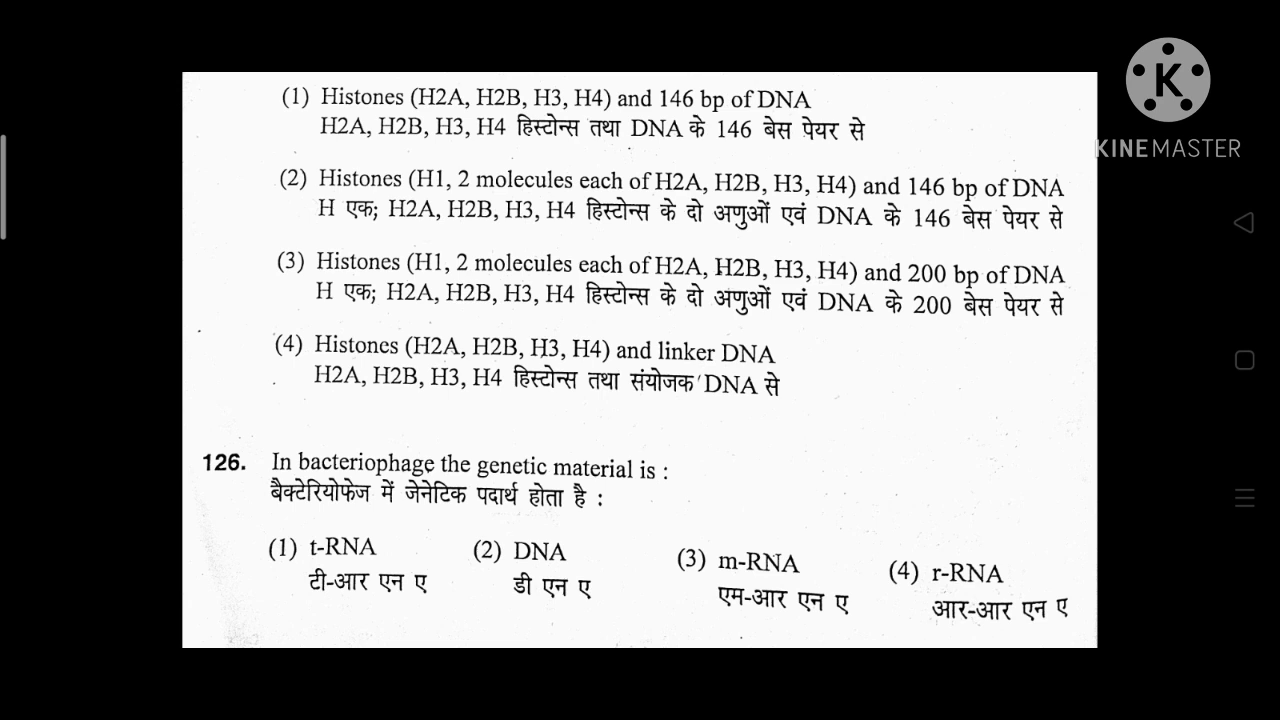 KINEMASTER
(1) Histones (H2A, H2B, H3, H4) and 146 bp of DNA
H2A, H2B, H3, H4 हिस्टोन्स तथा DNA के 146 बेस पेयर से
(2) Histones (H1, 2 molecules each of H2A, H2B, H3, H4) and 146 bp of DNA
H एक; H2A, H2B, H3, H4 हिस्टोन्स के दो अणुओं एवं DNA के 146 बेस पेयर से
(3) Histones (H1, 2 molecules each of H2A, H2B, H3, H4) and 200 bp of DNA
H एक; H2A, H2B, H3, H4 हिस्टोन्स के दो अणुओं एवं DNA के 200 बेस पेयर से
(4) Histones (H2A, H2B, H3, H4) and linker DNA
H2A, H2B, H3, H4 हिस्टोन्स तथा संयोजक DNA से
126. In bacteriophage the genetic material is :
बैक्टेरियोफेज में जेनेटिक पदार्थ होता है :
(1) t-RNA (2) DNA (3) m-RNA (4) r-RNA
टी-आर एन ए डी एन ए एम-आर एन ए आर-आर एन ए